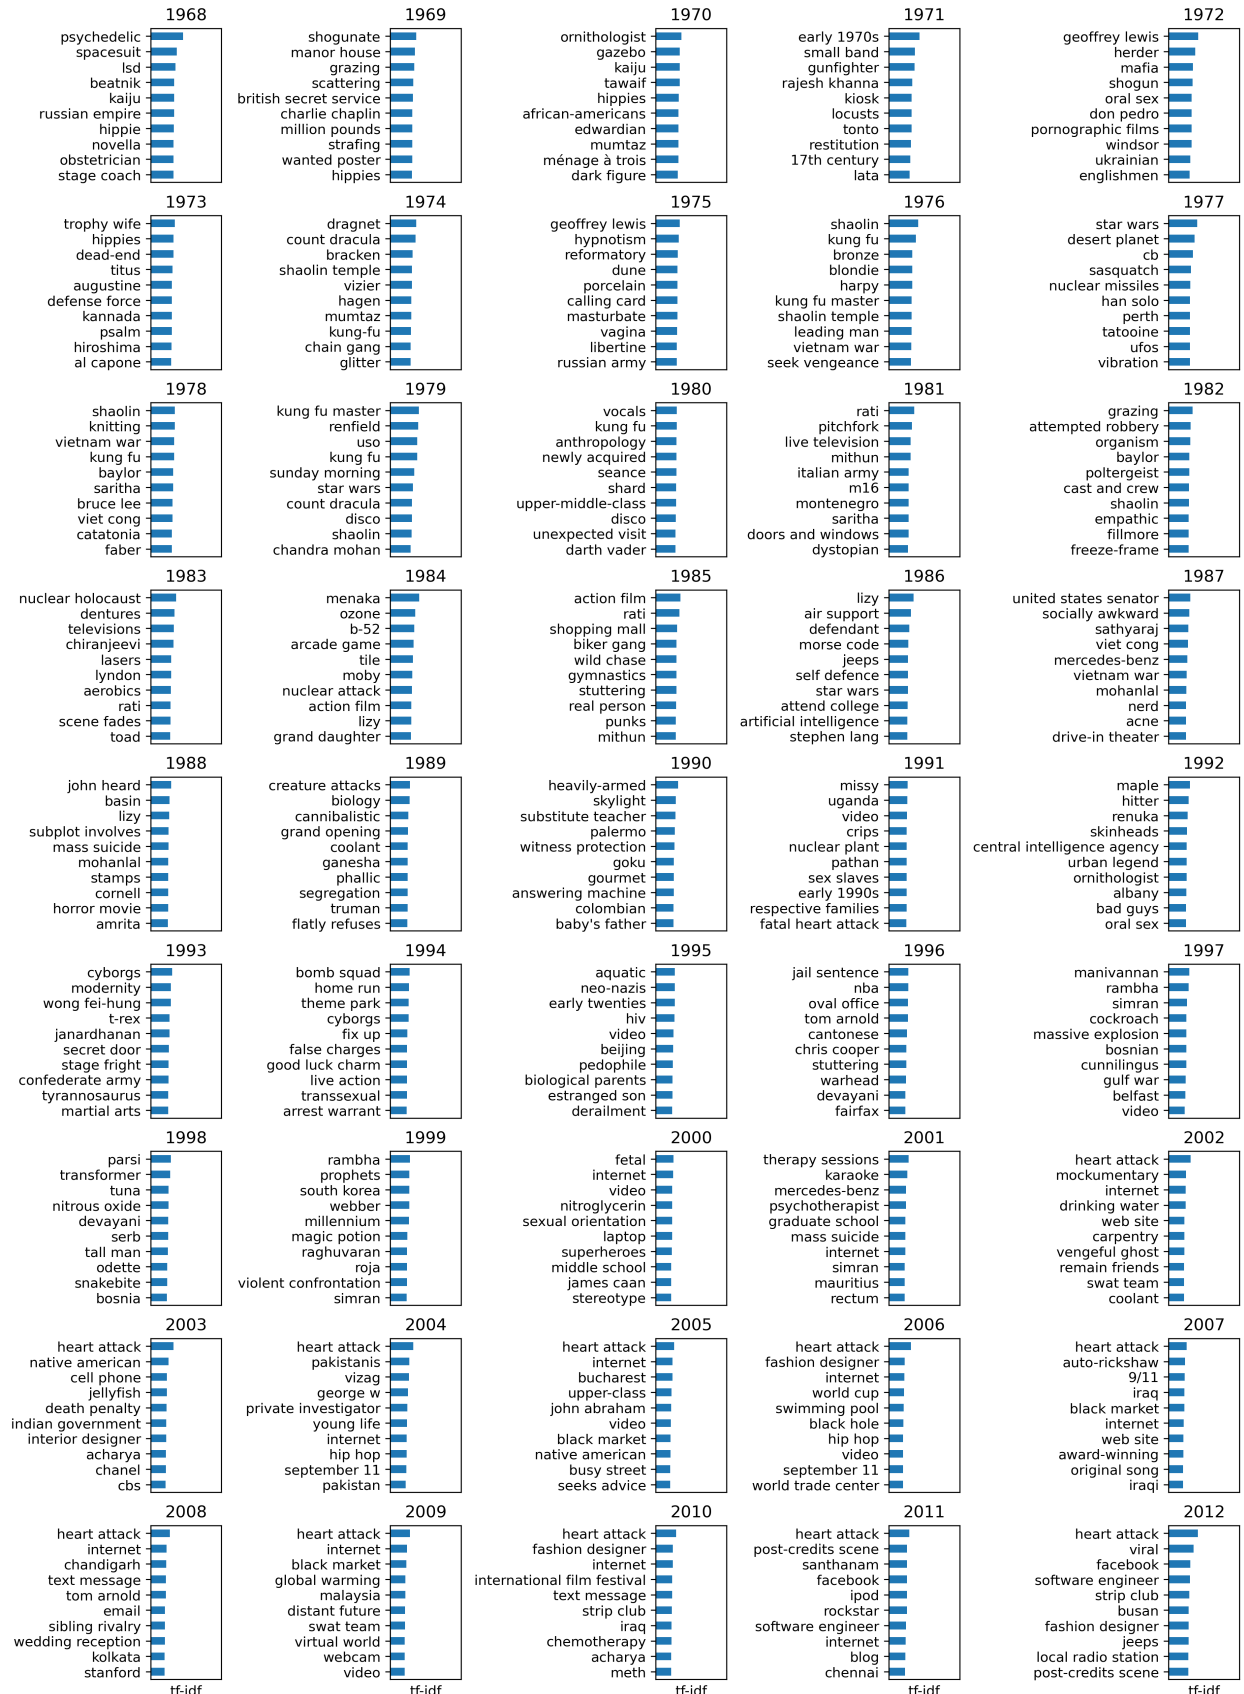 1968
psychedelic
spacesuit
lsd
beatnik
kaiju
russian empire
hippie
novella
obstetrician
stage coach
1969
shogunate
manor house
grazing
scattering
british secret service
charlie chaplin
million pounds
strafing
wanted poster
hippies
1970
ornithologist
gazebo
kaiju
tawaif
hippies
african-americans
edwardian
mumtaz
ménage à trois
dark figure
1971
early 1970s
small band
gunfighter
rajesh khanna
kiosk
locusts
tonto
restitution
17th century
lata
1972
geoffrey lewis
herder
mafia
shogun
oral sex
don pedro
pornographic films
windsor
ukrainian
englishmen
1973
trophy wife
hippies
dead-end
titus
augustine
defense force
kannada
psalm
hiroshima
al capone
1974
dragnet
count dracula
bracken
shaolin temple
vizier
hagen
mumtaz
kung-fu
chain gang
glitter
1975
geoffrey lewis
hypnotism
reformatory
dune
porcelain
calling card
masturbate
vagina
libertine
russian army
1976
shaolin
kung fu
bronze
blondie
harpy
kung fu master
shaolin temple
leading man
vietnam war
seek vengeance
1977
star wars
desert planet
cb
sasquatch
nuclear missiles
han solo
perth
tatooine
ufos
vibration
1978
shaolin
knitting
vietnam war
kung fu
baylor
saritha
bruce lee
viet cong
catatonia
faber
1979
kung fu master
renfield
uso
kung fu
sunday morning
star wars
count dracula
disco
shaolin
chandra mohan
1980
vocals
kung fu
anthropology
newly acquired
seance
shard
upper-middle-class
disco
unexpected visit
darth vader
1981
rati
pitchfork
live television
mithun
italian army
m16
montenegro
saritha
doors and windows
dystopian
1982
grazing
attempted robbery
organism
baylor
poltergeist
cast and crew
shaolin
empathic
fillmore
freeze-frame
1983
nuclear holocaust
dentures
televisions
chiranjeevi
lasers
lyndon
aerobics
rati
scene fades
toad
1984
menaka
ozone
b-52
arcade game
tile
moby
nuclear attack
action film
lizy
grand daughter
1985
action film
rati
shopping mall
biker gang
wild chase
gymnastics
stuttering
real person
punks
mithun
1986
lizy
air support
defendant
morse code
jeeps
self defence
star wars
attend college
artificial intelligence
stephen lang
1987
united states senator
socially awkward
sathyaraj
viet cong
mercedes-benz
vietnam war
mohanlal
nerd
acne
drive-in theater
1988
john heard
basin
lizy
subplot involves
mass suicide
mohanlal
stamps
cornell
horror movie
amrita
1989
creature attacks
biology
cannibalistic
grand opening
coolant
ganesha
phallic
segregation
truman
flatly refuses
1990
heavily-armed
skylight
substitute teacher
palermo
witness protection
goku
gourmet
answering machine
colombian
baby's father
1991
missy
uganda
video
crips
nuclear plant
pathan
sex slaves
early 1990s
respective families
fatal heart attack
1992
maple
hitter
renuka
skinheads
central intelligence agency
urban legend
ornithologist
albany
bad guys
oral sex
1993
cyborgs
modernity
wong fei-hung
t-rex
janardhanan
secret door
stage fright
confederate army
tyrannosaurus
martial arts
1994
bomb squad
home run
theme park
cyborgs
fix up
false charges
good luck charm
live action
transsexual
arrest warrant
1995
aquatic
neo-nazis
early twenties
hiv
video
beijing
pedophile
biological parents
estranged son
derailment
1996
jail sentence
nba
oval office
tom arnold
cantonese
chris cooper
stuttering
warhead
devayani
fairfax
1997
manivannan
rambha
simran
cockroach
massive explosion
bosnian
cunnilingus
gulf war
belfast
video
1998
parsi
transformer
tuna
nitrous oxide
devayani
serb
tall man
odette
snakebite
bosnia
1999
rambha
prophets
south korea
webber
millennium
magic potion
raghuvaran
roja
violent confrontation
simran
2000
fetal
internet
video
nitroglycerin
sexual orientation
laptop
superheroes
middle school
james caan
stereotype
2001
therapy sessions
karaoke
mercedes-benz
psychotherapist
graduate school
mass suicide
internet
simran
mauritius
rectum
2002
heart attack
mockumentary
internet
drinking water
web site
carpentry
vengeful ghost
remain friends
swat team
coolant
2003
heart attack
native american
cell phone
jellyfish
death penalty
indian government
interior designer
acharya
chanel
cbs
2004
heart attack
pakistanis
vizag
george w
private investigator
young life
internet
hip hop
september 11
pakistan
2005
heart attack
internet
bucharest
upper-class
john abraham
video
black market
native american
busy street
seeks advice
2006
heart attack
fashion designer
internet
world cup
swimming pool
black hole
hip hop
video
september 11
world trade center
2007
heart attack
auto-rickshaw
9/11
iraq
black market
internet
web site
award-winning
original song
iraqi
2008
heart attack
internet
chandigarh
text message
tom arnold
email
sibling rivalry
wedding reception
kolkata
stanford
tf-idf
2009
heart attack
internet
black market
global warming
malaysia
distant future
swat team
virtual world
webcam
video
tf-idf
2010
heart attack
fashion designer
internet
international film festival
text message
strip club
iraq
chemotherapy
acharya
meth
tf-idf
2011
heart attack
post-credits scene
santhanam
facebook
ipod
rockstar
software engineer
internet
blog
chennai
tf-idf
2012
heart attack
viral
facebook
software engineer
strip club
busan
fashion designer
jeeps
local radio station
post-credits scene
tf-idf